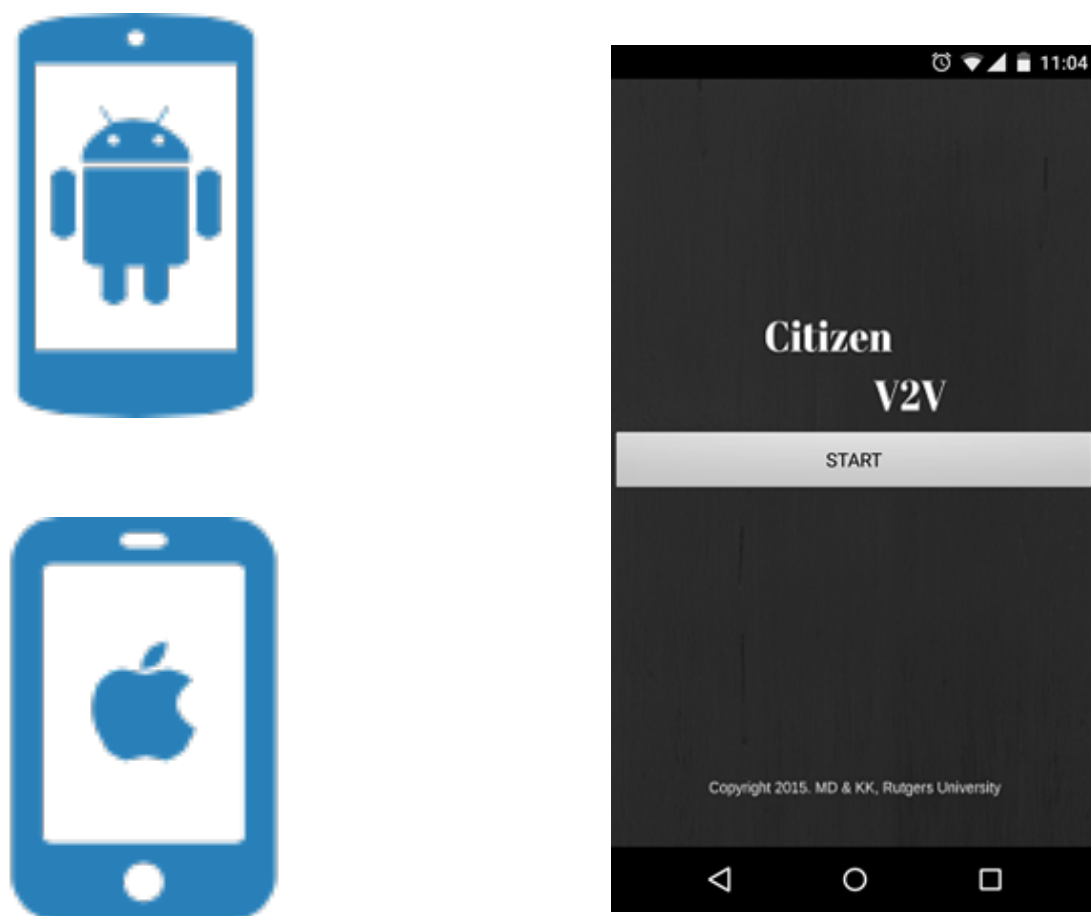 11:04
Citizen
V2V
START
Copyright 2015. MD & KK, Rutgers University